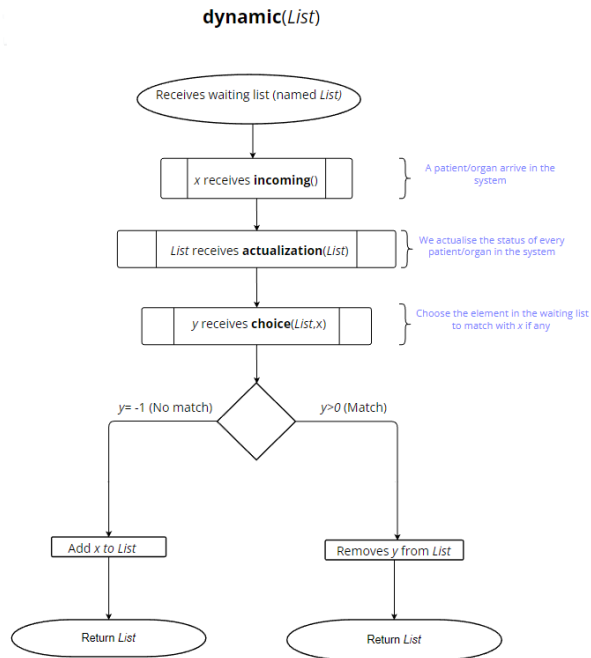 dynamic(List)
Receives waiting list (named List)
x receives incoming()
A patient/organ arrive in the
system
List receives actualization(List)
We actualise the status of every
patient/organ in the system
y receives choice(List,x)
Choose the element in the waiting list
to match with x if any
y= -1 (No match)
y>0 (Match)
Add x to List
Removes y from List
Return List
Return List